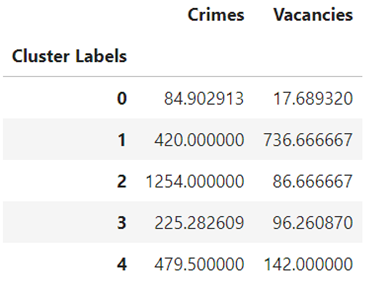 Crimes Vacancies
Cluster Labels
0 84.902913 17.689320
1 420.000000 736.666667
2 1254.000000 86.666667
3 225.282609 96.260870
4 479.500000 142.000000